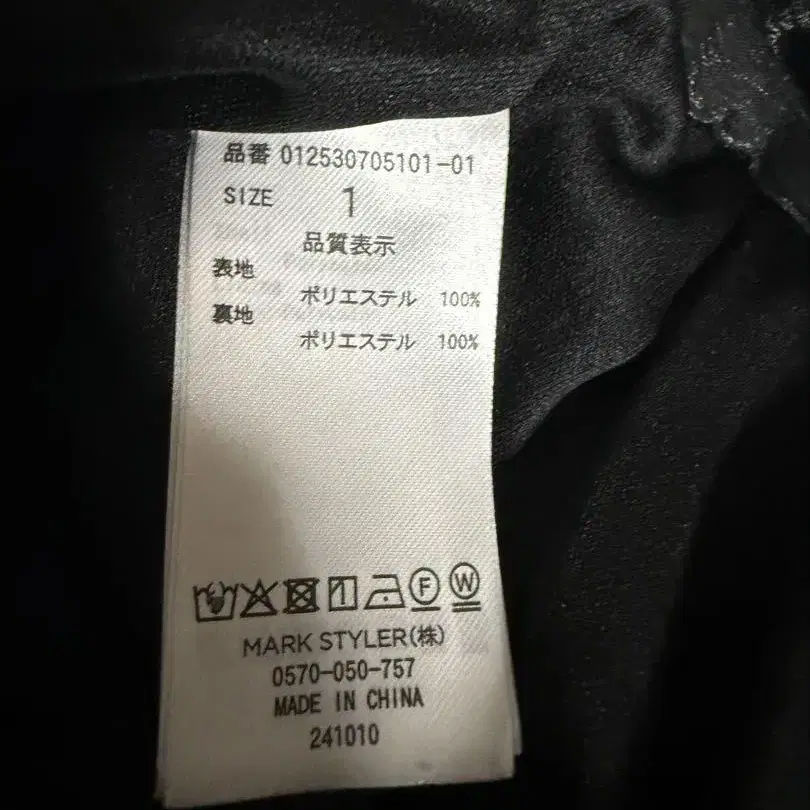 品番 012530705101-01
SIZE 1
品質表示
表地
ポリエステル 100%
裏地
ポリエステル 100%
F W
MARK STYLER(株)
0570-050-757
MADE IN CHINA
241010